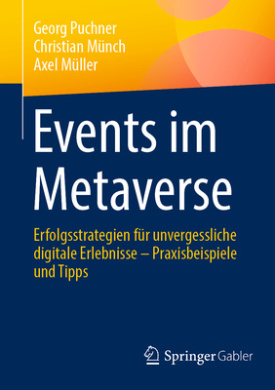 Georg Puchner
Christian Münch
Axel Müller
Events im
Metaverse
Erfolgsstrategien für unvergessliche
digitale Erlebnisse – Praxisbeispiele
und Tipps
Springer Gabler